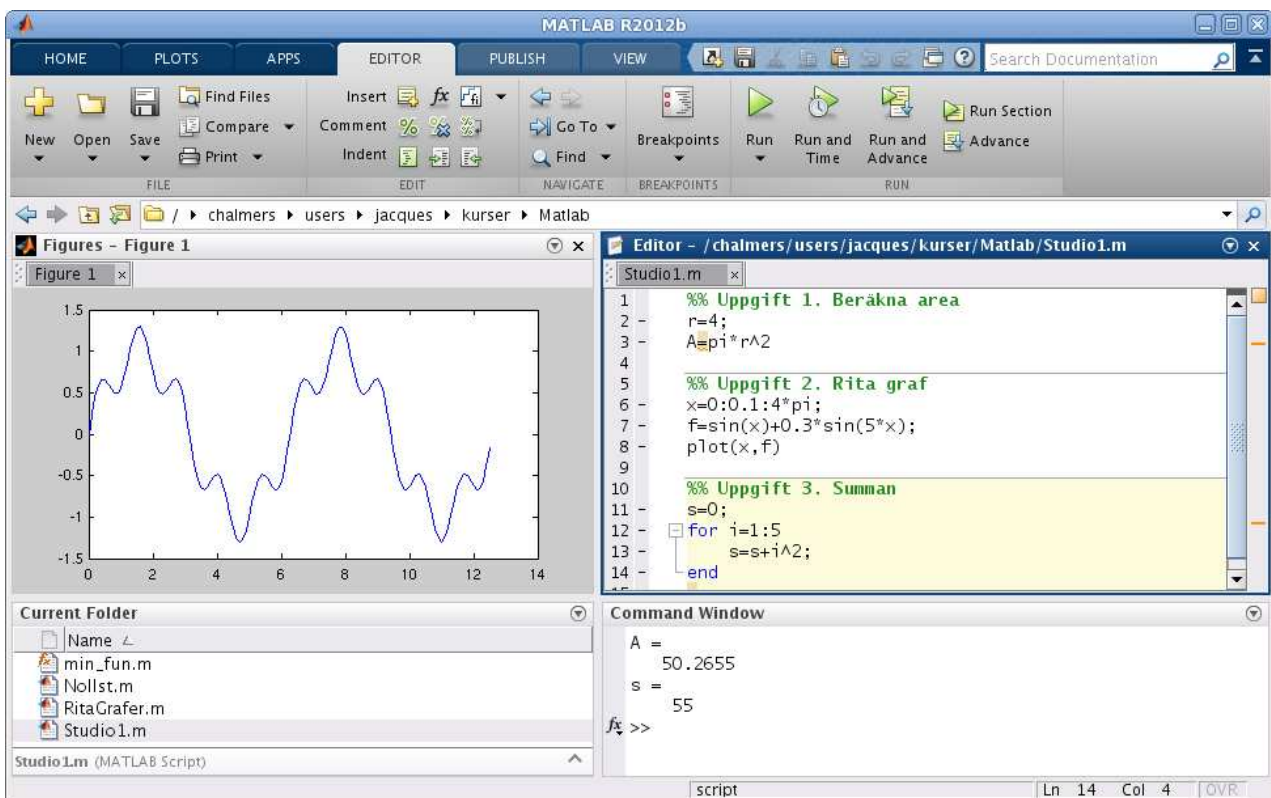 MATLAB R2012b
HOME PLOTS APPS EDITOR PUBLISH VIEW Search Documentation
New Open Save Find Files Compare Print
Insert fx fi
Comment % %
Indent
Go To
Find
Breakpoints
Run Run and Time Run and Advance Run Section Advance
FILE EDIT NAVIGATE BREAKPOINTS RUN
/ chalmers users jacques kurser Matlab
Figures - Figure 1
Figure 1
1.5
1
0.5
0
-0.5
-1
-1.5
0 2 4 6 8 10 12 14
Editor - /chalmers/users/jacques/kurser/Matlab/Studio1.m
Studio1.m
1 %% Uppgift 1. Beräkna area
2 - r=4;
3 - A=pi*r^2
4
5 %% Uppgift 2. Rita graf
6 - x=0:0.1:4*pi;
7 - f=sin(x)+0.3*sin(5*x);
8 - plot(x,f)
9
10 %% Uppgift 3. Summan
11 - s=0;
12 - for i=1:5
13 - s=s+i^2;
14 - end
Current Folder
Name
min_fun.m
Nollst.m
RitaGrafer.m
Studio1.m
Studio1.m (MATLAB Script)
Command Window
A =
50.2655
s =
55
fx >>
script Ln 14 Col 4 OVR